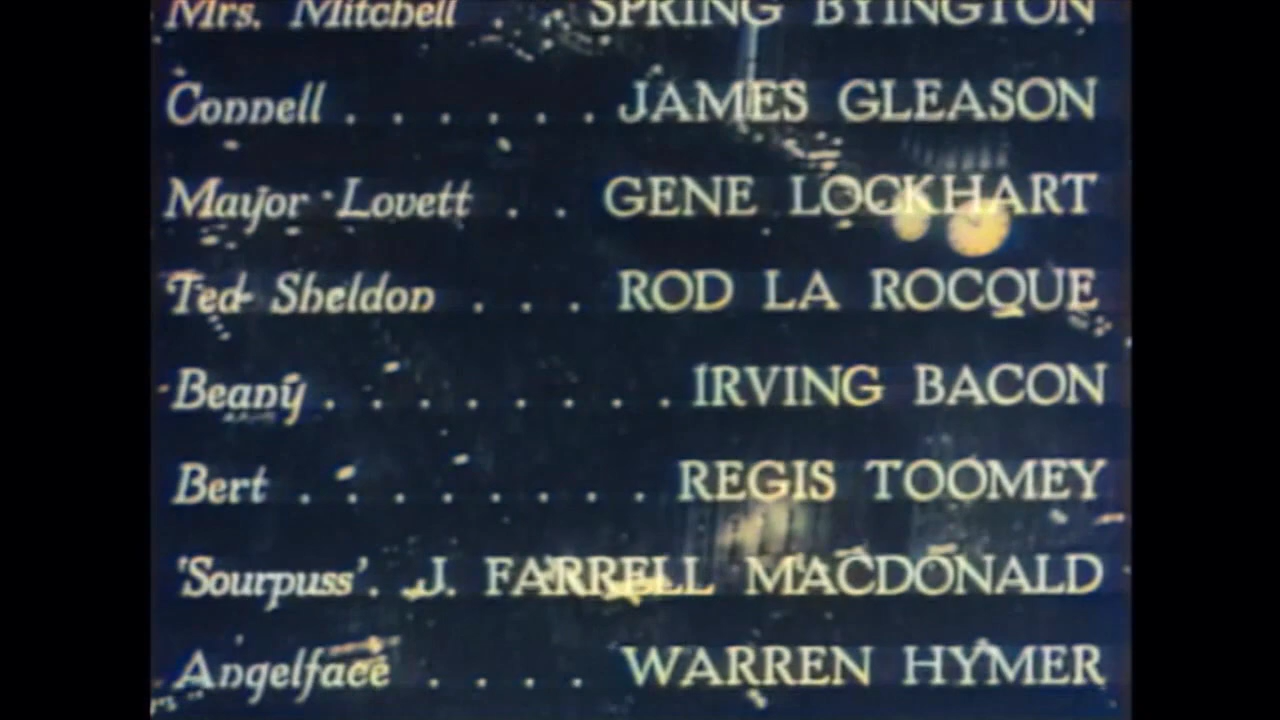 Mrs. Mitchell . . SPRING BYINGTON
Connell . . . . . . JAMES GLEASON
Mayor Lovett . . GENE LOCKHART
Ted Sheldon . . . ROD LA ROCQUE
Beany . . . . . . . . IRVING BACON
Bert . . . . . . . . REGIS TOOMEY
'Sourpuss'. . J. FARRELL MACDONALD
Angelface . . . . WARREN HYMER